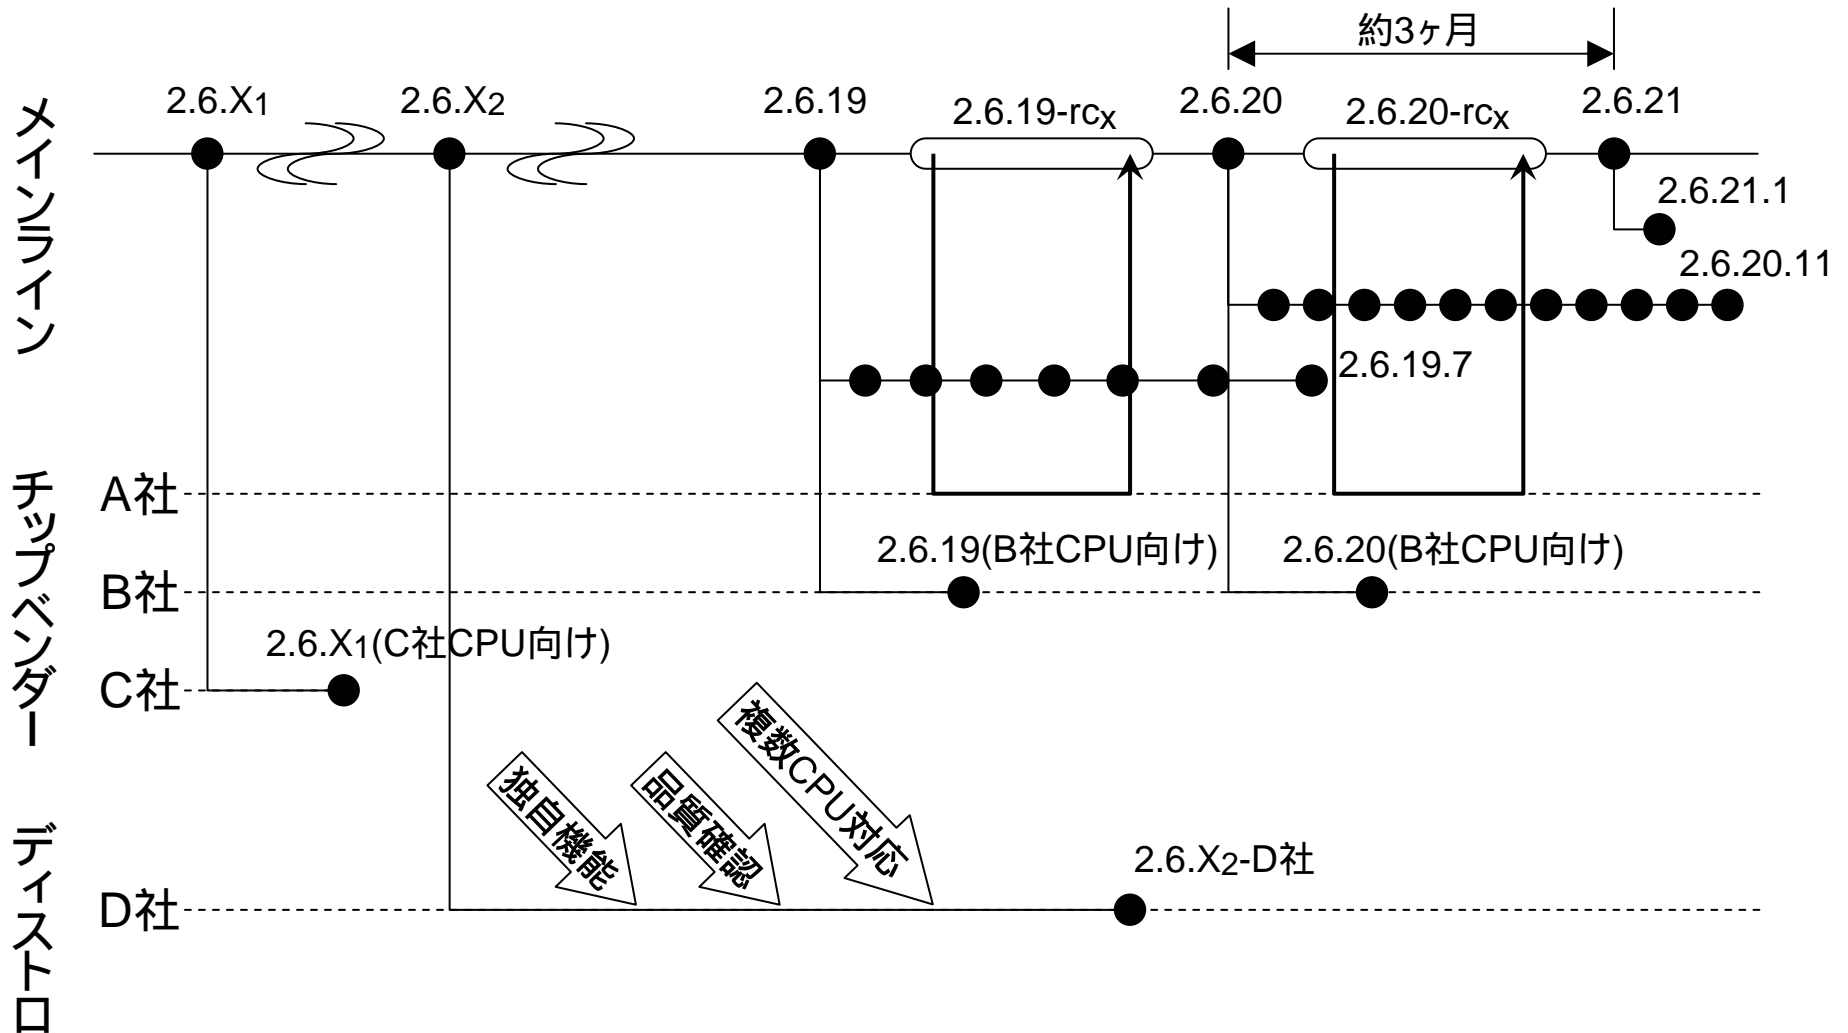 約3ヶ月
2.6.X1
2.6.X2
2.6.19
2.6.19-rcx
2.6.20
2.6.20-rcx
2.6.21
メインライン
2.6.21.1
2.6.20.11
2.6.19.7
チップベンダー
A社
2.6.19(B社CPU向け)
2.6.20(B社CPU向け)
B社
2.6.X1(C社CPU向け)
C社
独自機能
品質確認
複数CPU対応
ディストロ
2.6.X2-D社
D社